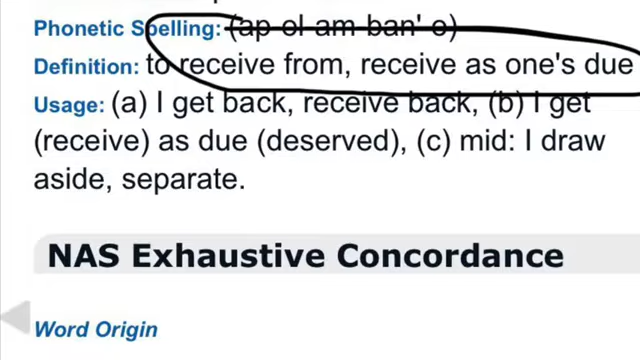 Phonetic Spelling: (ap-ol-am-ban'-o)
Definition: to receive from, receive as one's due
Usage: (a) I get back, receive back, (b) I get
(receive) as due (deserved), (c) mid: I draw
aside, separate.
NAS Exhaustive Concordance
Word Origin